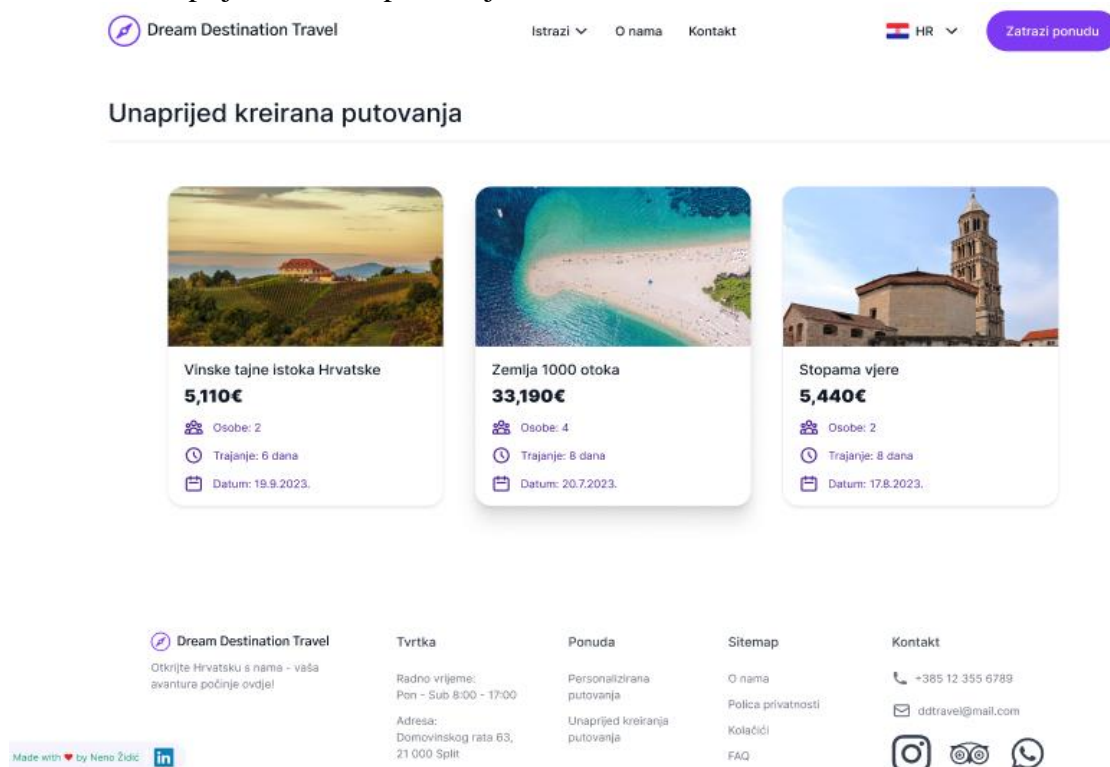 Dream Destination Travel
Istrazi
O nama
Kontakt
HR
Zatrazi ponudu
Unaprijed kreirana putovanja
Vinske tajne istoka Hrvatske
5,110€
Osobe: 2
Trajanje: 6 dana
Datum: 19.9.2023.
Zemlja 1000 otoka
33,190€
Osobe: 4
Trajanje: 8 dana
Datum: 20.7.2023.
Stopama vjere
5,440€
Osobe: 2
Trajanje: 8 dana
Datum: 17.8.2023.
Dream Destination Travel
Otkrijte Hrvatsku s nama - vaša
avantura počinje ovdje!
Tvrtka
Radno vrijeme:
Pon - Sub 8:00 - 17:00
Adresa:
Domovinskog rata 63,
21 000 Split
Ponuda
Personalizirana
putovanja
Unaprijed kreiranja
putovanja
Sitemap
O nama
Polica privatnosti
Kolačići
FAQ
Kontakt
+385 12 355 6789
ddtravel@mail.com
Made with ❤ by Neno Židić
in